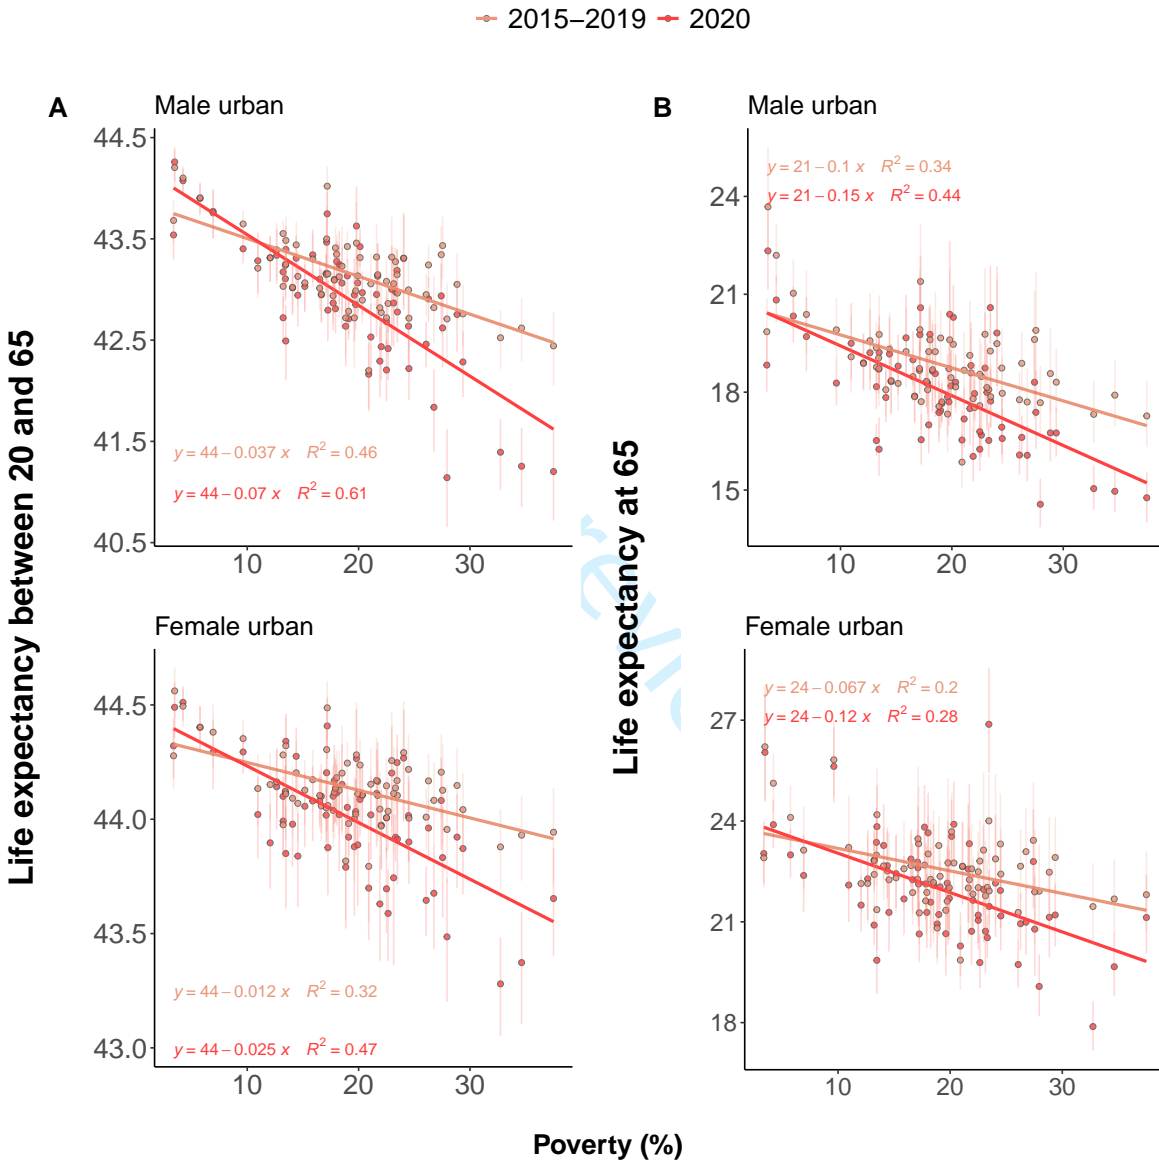 2015–2019 2020
A
Male urban
B
Male urban
Life expectancy between 20 and 65
44.5
43.5
42.5
41.5
40.5
y = 44 – 0.037 x R² = 0.46
y = 44 – 0.07 x R² = 0.61
10 20 30
Life expectancy at 65
24
21
18
15
y = 21 – 0.1 x R² = 0.34
y = 21 – 0.15 x R² = 0.44
10 20 30
Female urban
44.5
44.0
43.5
43.0
y = 44 – 0.012 x R² = 0.32
y = 44 – 0.025 x R² = 0.47
10 20 30
Female urban
27
24
21
18
y = 24 – 0.067 x R² = 0.2
y = 24 – 0.12 x R² = 0.28
10 20 30
Poverty (%)